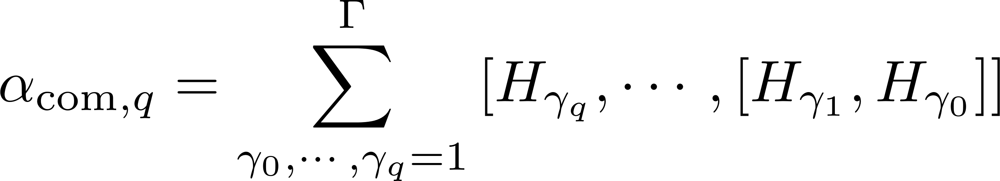 α_{com,q} = \sum_{γ_0,⋯,γ_q=1}^{Γ} [H_{γ_q}, ⋯ , [H_{γ_1}, H_{γ_0}]]